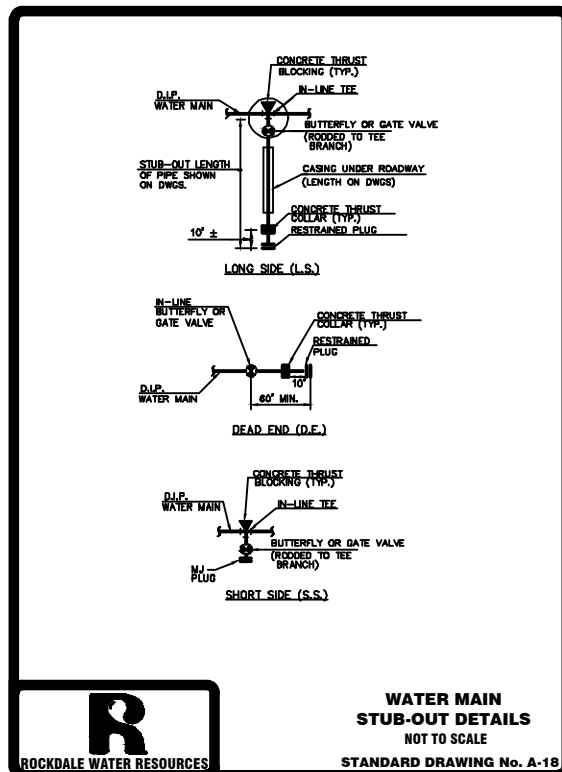 CONCRETE THRUST
BLOCKING (TYP.)
D.I.P.
WATER MAIN
IN-LINE TEE
BUTTERFLY OR GATE VALVE
(RODDED TO TEE
BRANCH)
STUB-OUT LENGTH
OF PIPE SHOWN
ON DWGS.
CASING UNDER ROADWAY
(LENGTH ON DWGS)
CONCRETE THRUST
COLLAR (TYP.)
10' ±
RESTRAINED PLUG
LONG SIDE (L.S.)
IN-LINE
BUTTERFLY OR
GATE VALVE
CONCRETE THRUST
COLLAR (TYP.)
RESTRAINED
PLUG
D.I.P.
WATER MAIN
10'
60' MIN.
DEAD END (D.E.)
CONCRETE THRUST
BLOCKING (TYP.)
D.I.P.
WATER MAIN
IN-LINE TEE
BUTTERFLY OR GATE VALVE
(RODDED TO TEE
BRANCH)
MJ
PLUG
SHORT SIDE (S.S.)
R
ROCKDALE WATER RESOURCES
WATER MAIN
STUB-OUT DETAILS
NOT TO SCALE
STANDARD DRAWING No. A-18